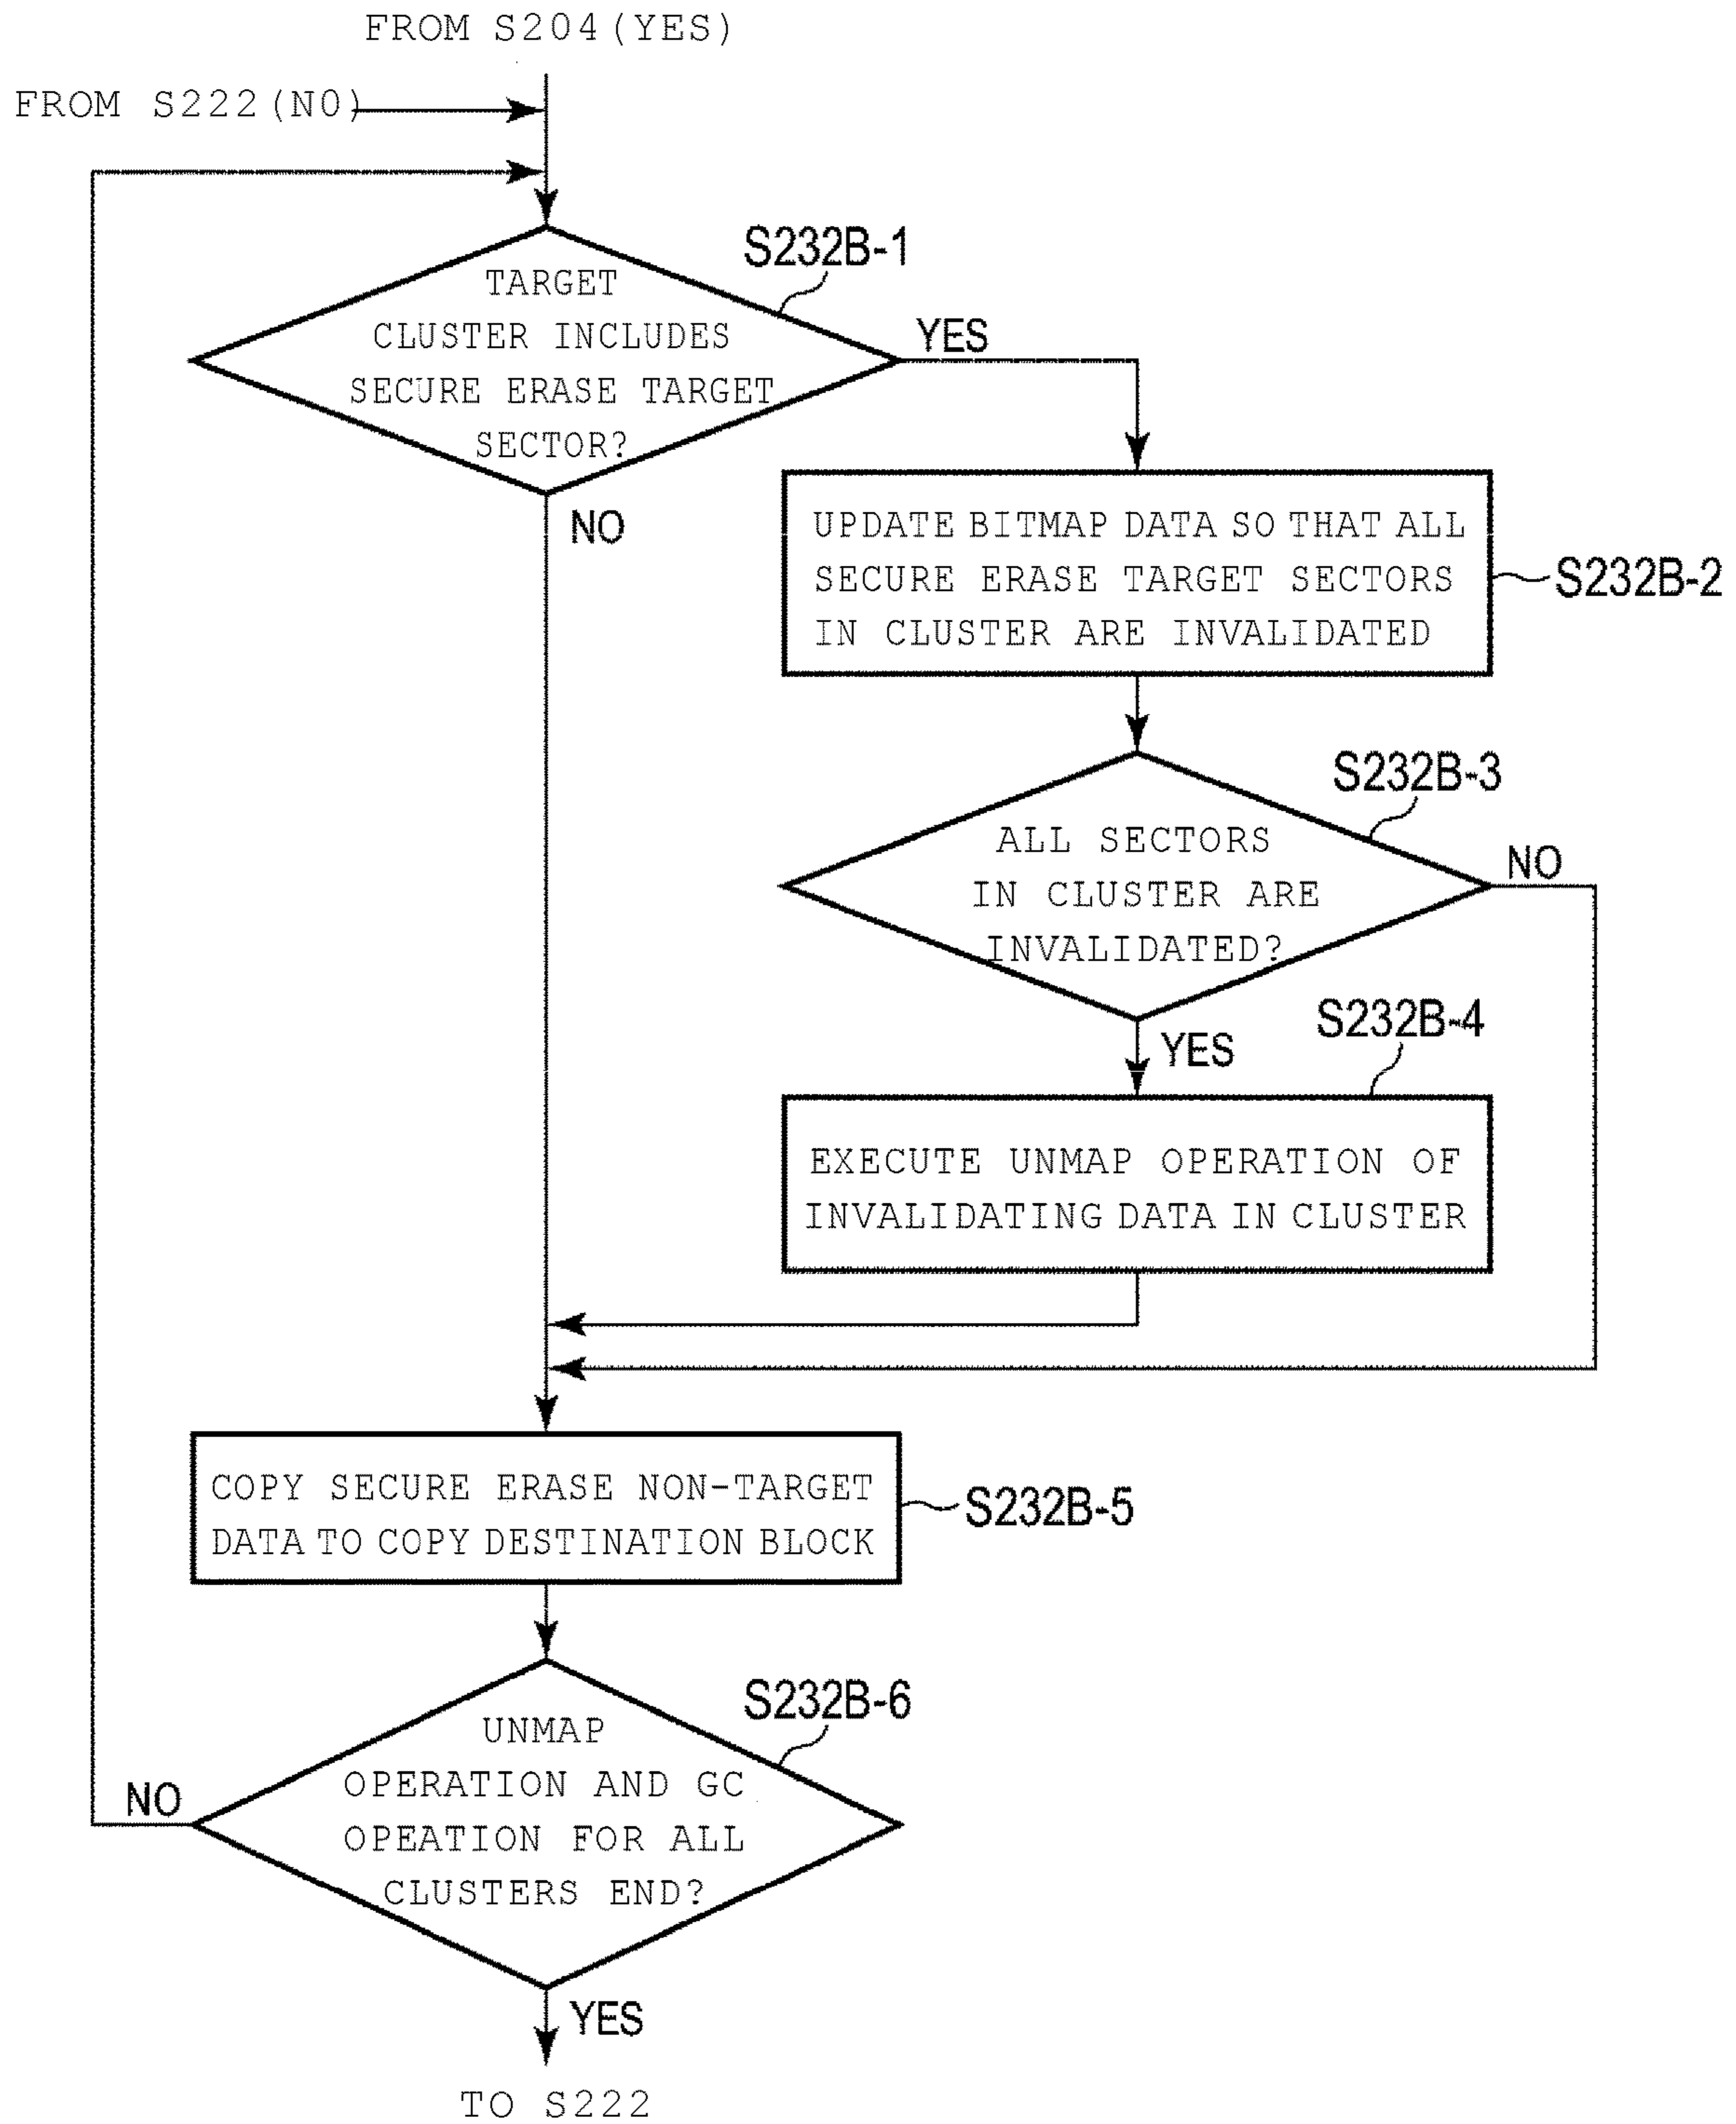 FROM S204(YES)
FROM S222(NO)
S232B-1
TARGET
CLUSTER INCLUDES
SECURE ERASE TARGET
SECTOR?
YES
NO
UPDATE BITMAP DATA SO THAT ALL
SECURE ERASE TARGET SECTORS
IN CLUSTER ARE INVALIDATED
S232B-2
S232B-3
ALL SECTORS
IN CLUSTER ARE
INVALIDATED?
NO
YES
S232B-4
EXECUTE UNMAP OPERATION OF
INVALIDATING DATA IN CLUSTER
COPY SECURE ERASE NON-TARGET
DATA TO COPY DESTINATION BLOCK
S232B-5
S232B-6
UNMAP
OPERATION AND GC
OPEATION FOR ALL
CLUSTERS END?
NO
YES
TO S222